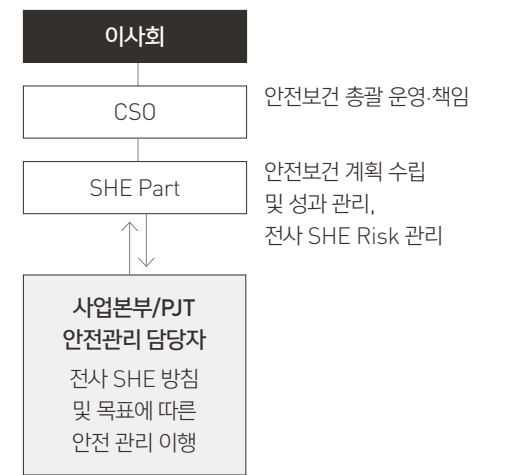 이사회
CSO
안전보건 총괄 운영·책임
SHE Part
안전보건 계획 수립
및 성과 관리,
전사 SHE Risk 관리
사업본부/PJT
안전관리 담당자
전사 SHE 방침
및 목표에 따른
안전 관리 이행